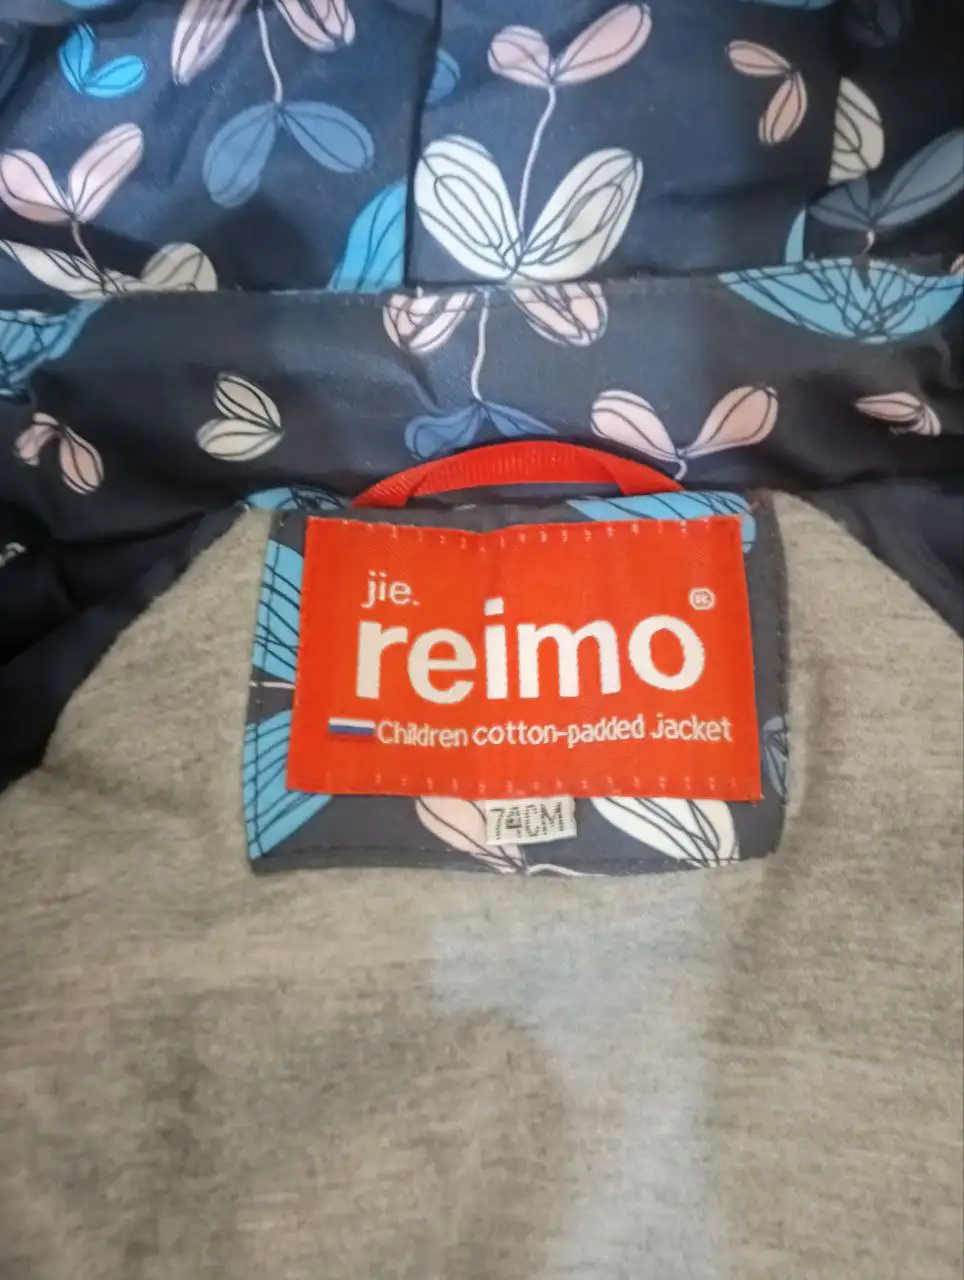 jie.
reimo®
Children cotton-padded jacket
74CM